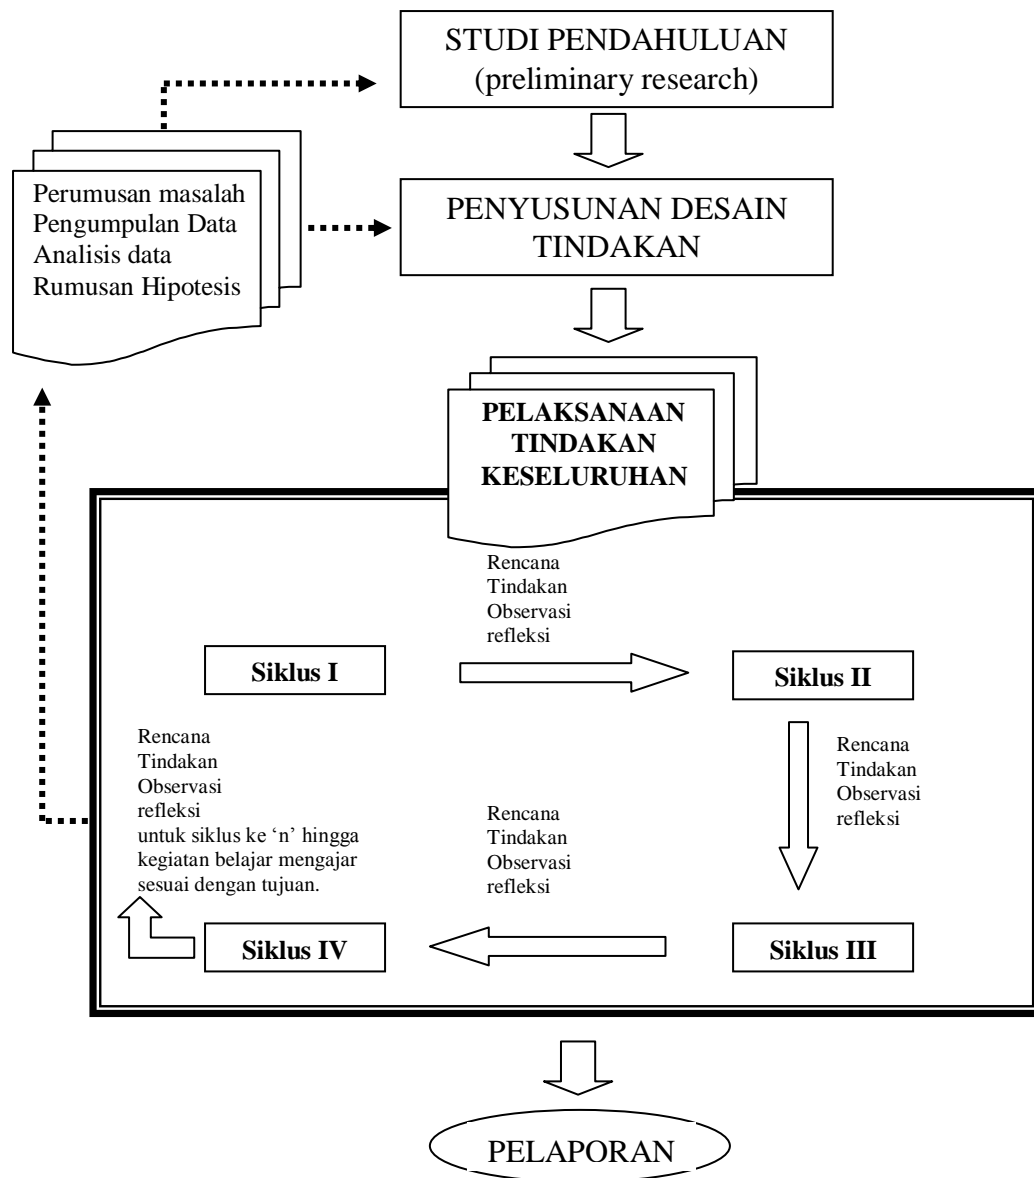 STUDI PENDAHULUAN
(preliminary research)
Perumusan masalah
Pengumpulan Data
Analisis data
Rumusan Hipotesis
PENYUSUNAN DESAIN
TINDAKAN
PELAKSANAAN
TINDAKAN
KESELURUHAN
Rencana
Tindakan
Observasi
refleksi
Siklus I
Siklus II
Rencana
Tindakan
Observasi
refleksi
untuk siklus ke ‘n’ hingga
kegiatan belajar mengajar
sesuai dengan tujuan.
Rencana
Tindakan
Observasi
refleksi
Rencana
Tindakan
Observasi
refleksi
Siklus IV
Siklus III
PELAPORAN